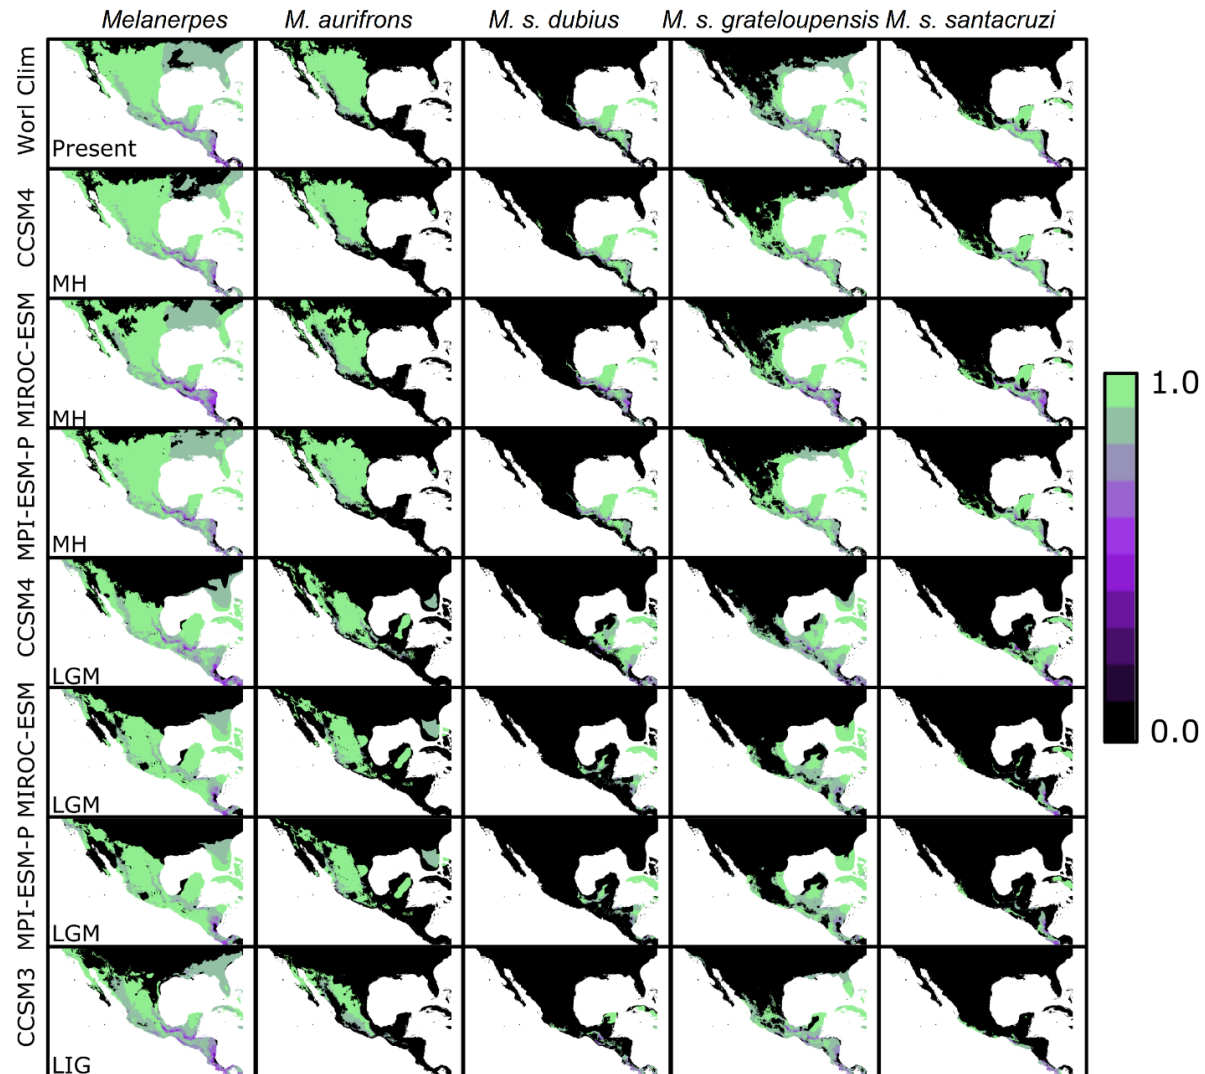 Melanerpes M. aurifrons M. s. dubius M. s. grateloupensis M. s. santacruzi
Worl Clim
Present
CCSM4
MH
MIROC-ESM
MH
MPI-ESM-P
MH
CCSM4
LGM
MIROC-ESM
LGM
MPI-ESM-P
LGM
CCSM3
LIG
1.0
0.0